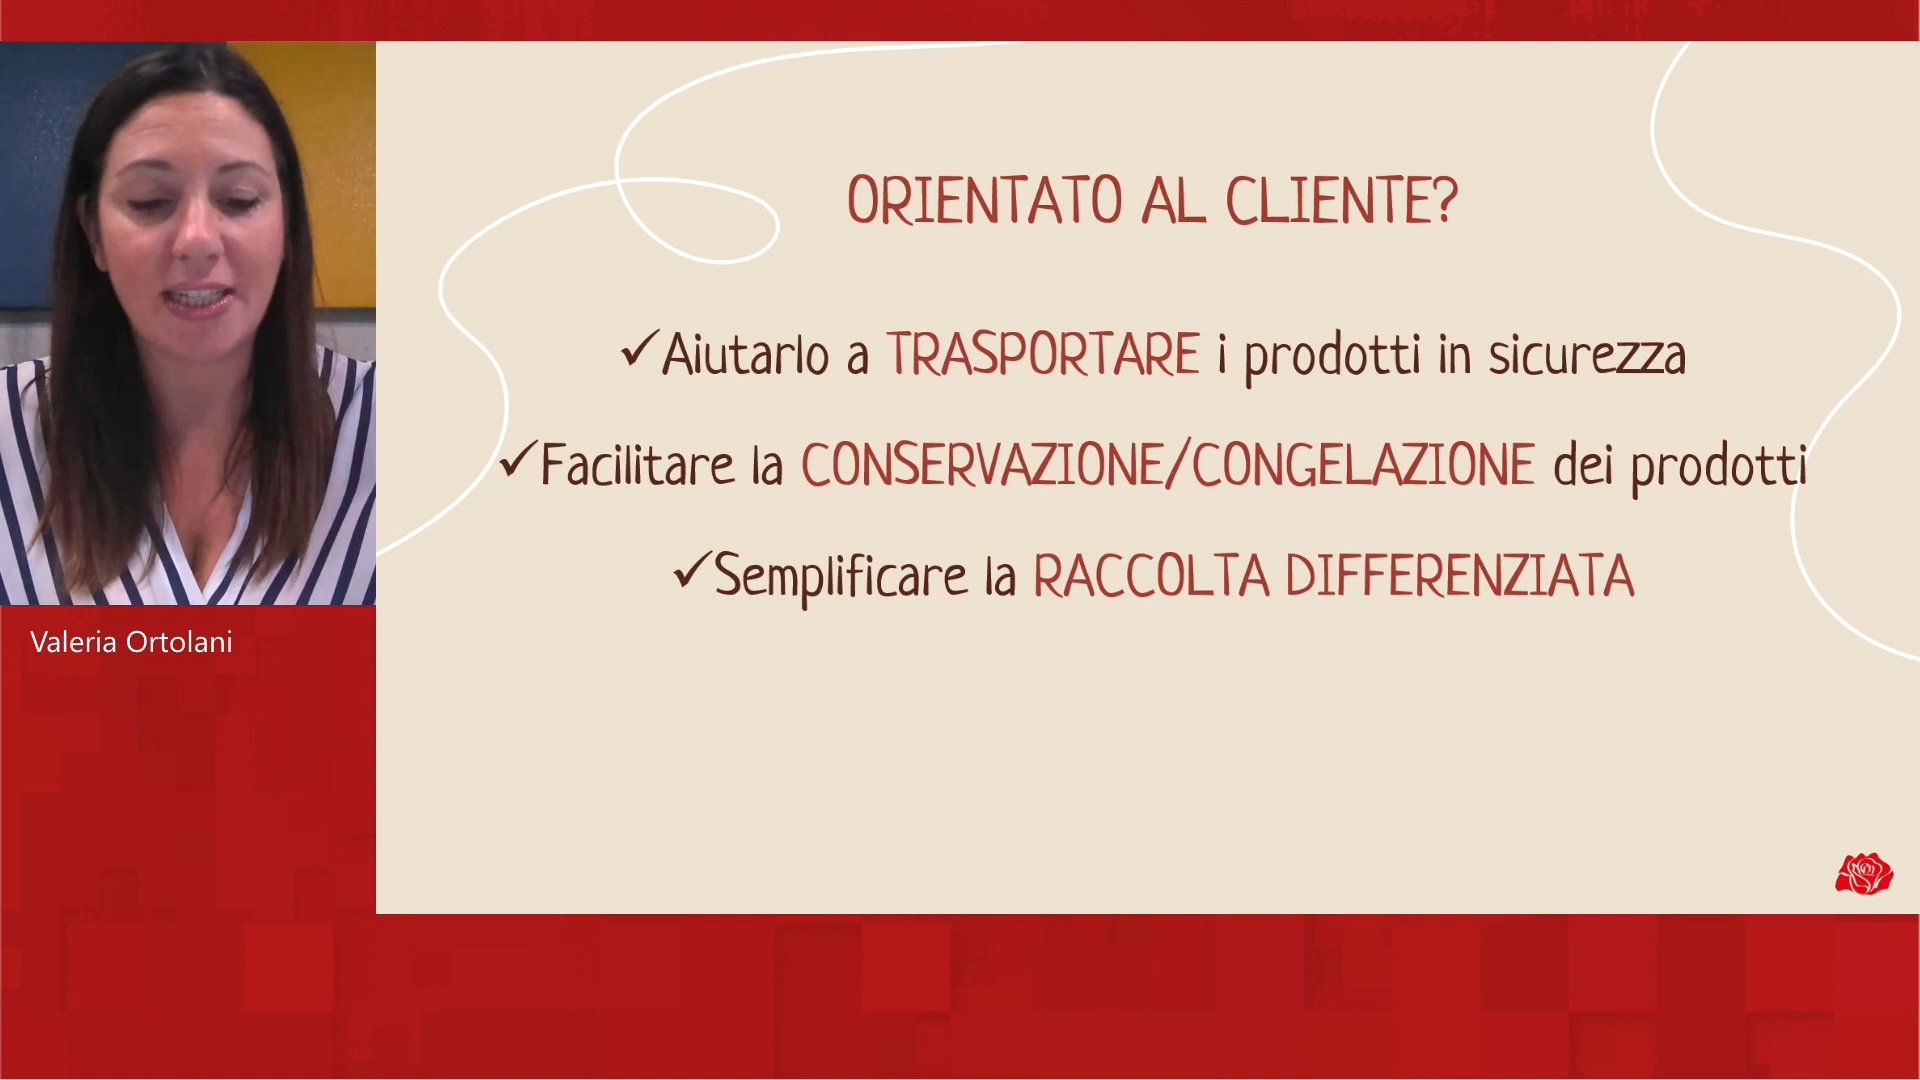 ORIENTATO AL CLIENTE?
✓Aiutarlo a TRASPORTARE i prodotti in sicurezza
✓Facilitare la CONSERVAZIONE/CONGELAZIONE dei prodotti
✓Semplificare la RACCOLTA DIFFERENZIATA
Valeria Ortolani